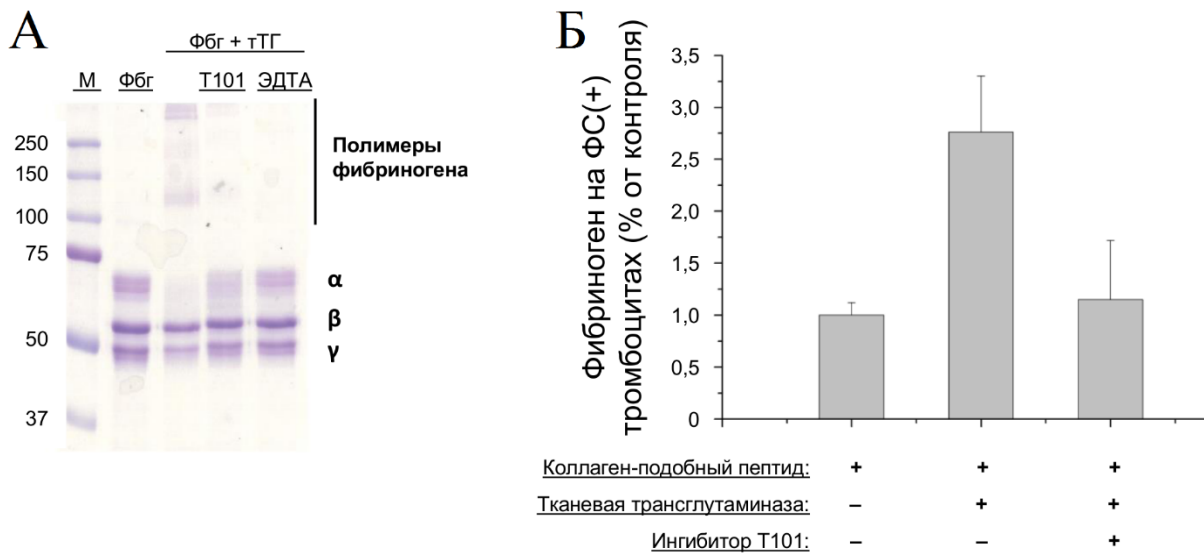 А
Фбг + тТГ
М Фбг Т101 ЭДТА
250
150
100
75
50
37
Полимеры
фибриногена
α
β
γ
Б
Фибриноген на ФС(+)
тромбоцитах (% от контроля)
3,5
3,0
2,5
2,0
1,5
1,0
0,5
0
Коллаген-подобный пептид: + + +
Тканевая трансглутаминаза: – + +
Ингибитор Т101: – – +